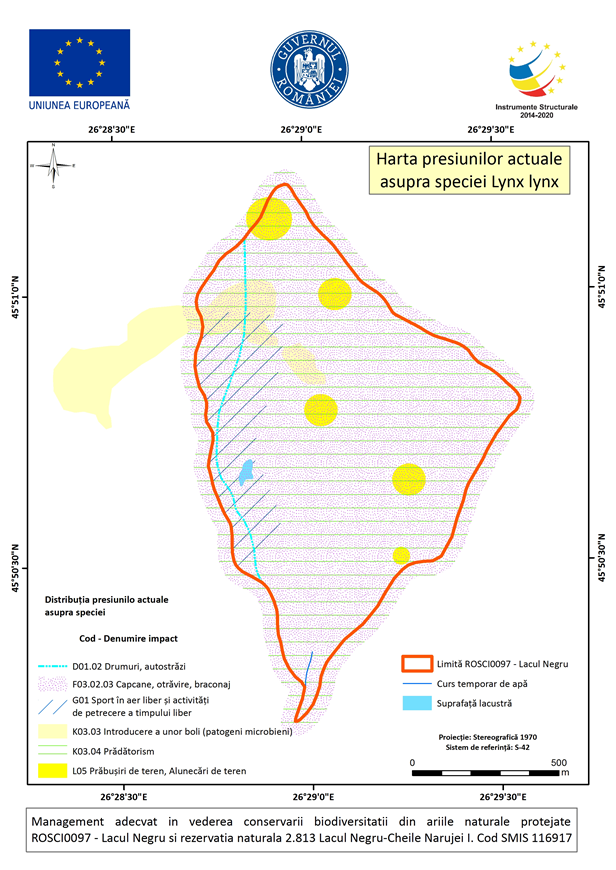 UNIUNEA EUROPEANĂ
GUVERNUL ROMÂNIEI
Instrumente Structurale
2014-2020
26°28'30"E
26°29'0"E
26°29'30"E
Harta presiunilor actuale
asupra speciei Lynx lynx
N
E
S
45°51'0"N
45°51'0"N
45°50'30"N
45°50'30"N
Distribuția presiunilo actuale
asupra speciei
Cod - Denumire impact
D01.02 Drumuri, autostrăzi
F03.02.03 Capcane, otrăvire, braconaj
G01 Sport în aer liber și activități
de petrecere a timpului liber
K03.03 Introducere a unor boli (patogeni microbieni)
K03.04 Prădătorism
L05 Prăbușiri de teren, Alunecări de teren
Limită ROSCI0097 - Lacul Negru
Curs temporar de apă
Suprafață lacustră
Proiecție: Stereografică 1970
Sistem de referință: S-42
0 500
m
26°28'30"E
26°29'0"E
26°29'30"E
Management adecvat in vederea conservarii biodiversitatii din ariile naturale protejate
ROSCI0097 - Lacul Negru si rezervatia naturala 2.813 Lacul Negru-Cheile Narujei I. Cod SMIS 116917